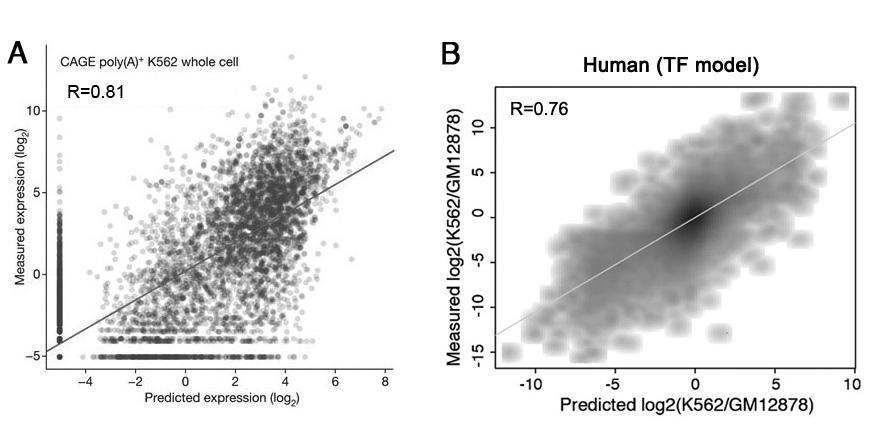 A
CAGE poly(A)⁺ K562 whole cell
R=0.81
Measured expression (log₂)
10
5
0
−5
−4
−2
0
2
4
6
8
Predicted expression (log₂)
B
Human (TF model)
R=0.76
Measured log2(K562/GM12878)
10
5
0
-5
-10
-15
-10
-5
0
5
10
Predicted log2(K562/GM12878)